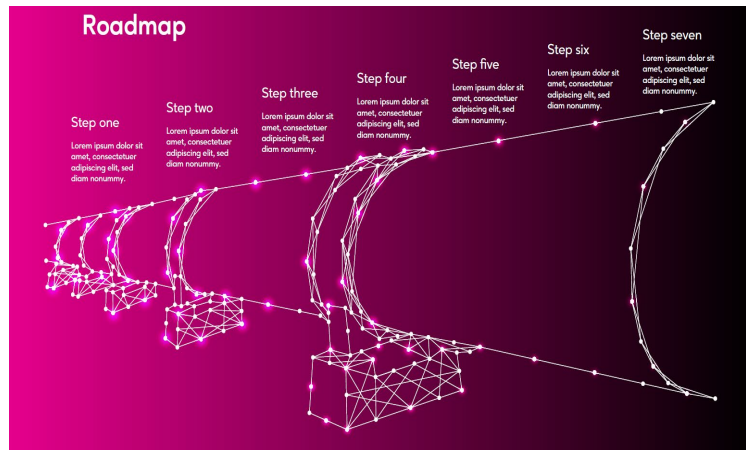 Roadmap
Step one
Lorem ipsum dolor sit
amet, consectetuer
adipiscing elit, sed
diam nonummy.
Step two
Lorem ipsum dolor sit
amet, consectetuer
adipiscing elit, sed
diam nonummy.
Step three
Lorem ipsum dolor sit
amet, consectetuer
adipiscing elit, sed
diam nonummy.
Step four
Lorem ipsum dolor sit
amet, consectetuer
adipiscing elit, sed
diam nonummy.
Step five
Lorem ipsum dolor sit
amet, consectetuer
adipiscing elit, sed
diam nonummy.
Step six
Lorem ipsum dolor sit
amet, consectetuer
adipiscing elit, sed
diam nonummy.
Step seven
Lorem ipsum dolor sit
amet, consectetuer
adipiscing elit, sed
diam nonummy.